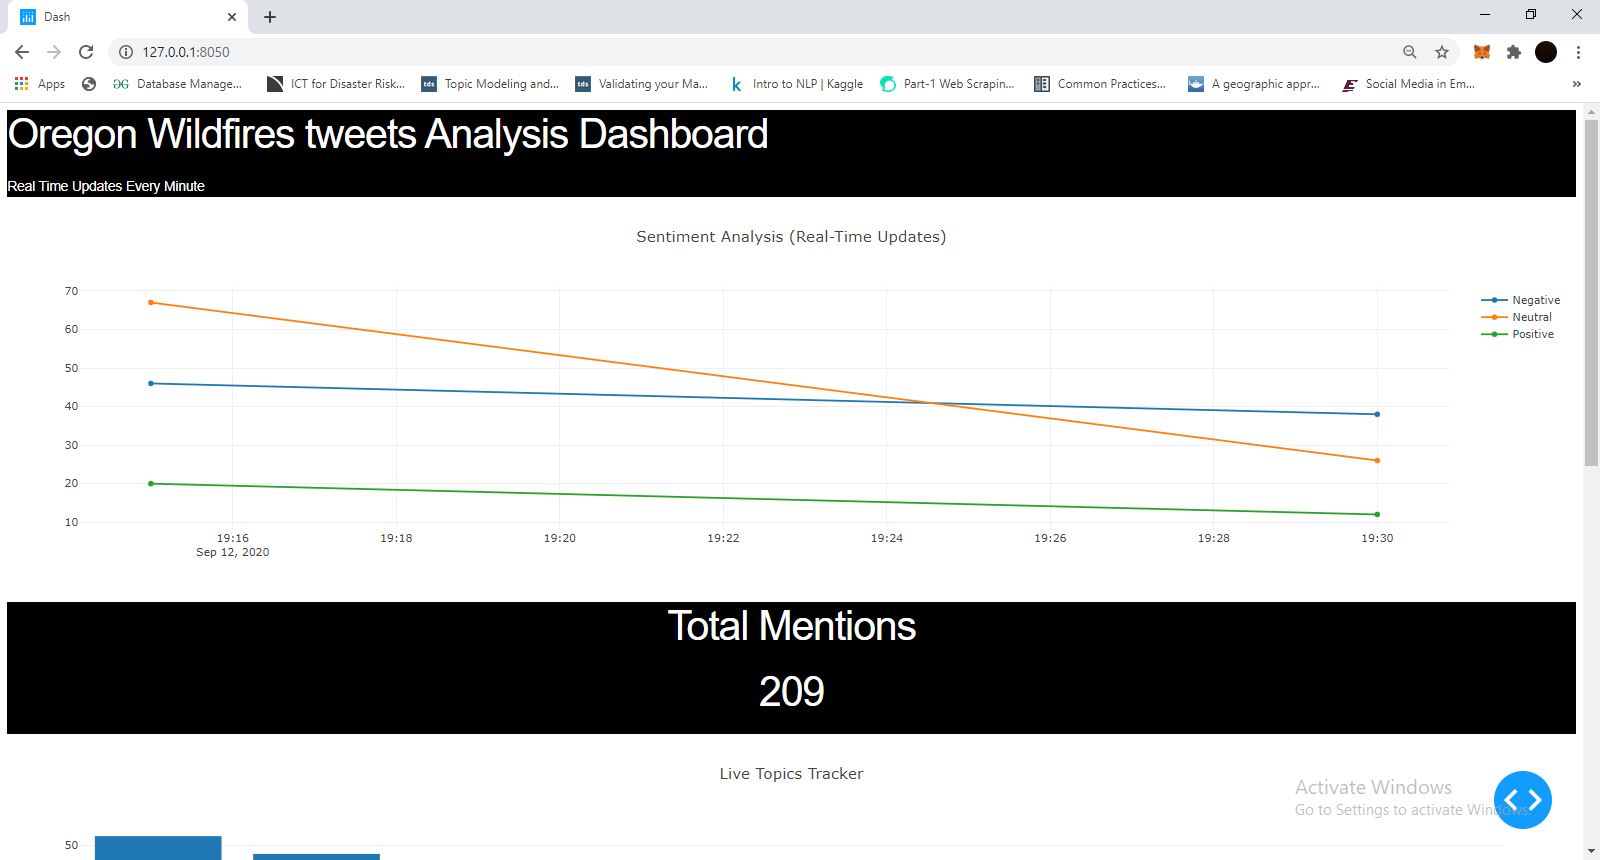 Dash
127.0.0.1:8050
Apps
Database Manage...
ICT for Disaster Risk...
tds Topic Modeling and...
tds Validating your Ma...
k Intro to NLP | Kaggle
Part-1 Web Scrapin...
Common Practices...
A geographic appr...
Social Media in Em...
»
Oregon Wildfires tweets Analysis Dashboard
Real Time Updates Every Minute
Sentiment Analysis (Real-Time Updates)
70
60
50
40
30
20
10
19:16
Sep 12, 2020
19:18
19:20
19:22
19:24
19:26
19:28
19:30
Negative
Neutral
Positive
Total Mentions
209
Live Topics Tracker
50
Activate Windows
Go to Settings to activate Windows.